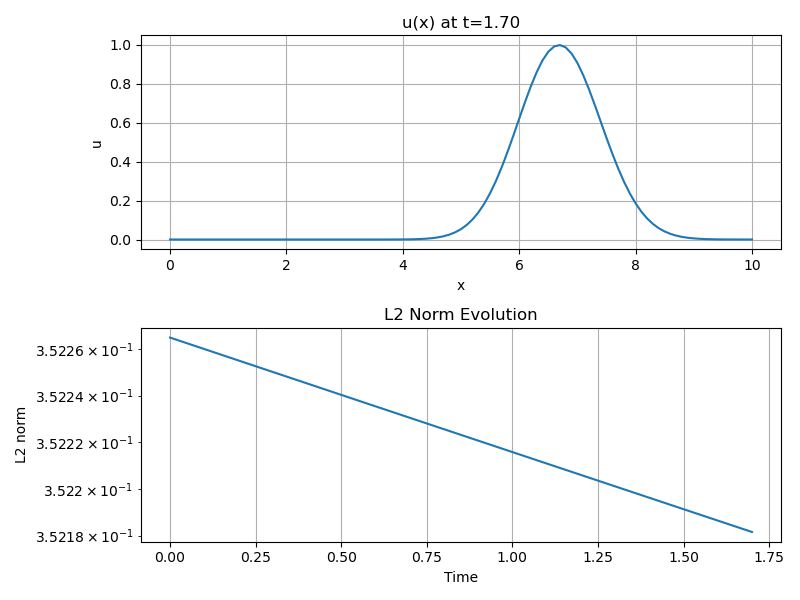 u(x) at t=1.70
1.0
0.8
0.6
0.4
0.2
0.0
u
0 2 4 6 8 10
x
L2 Norm Evolution
3.5226 × 10⁻¹
3.5224 × 10⁻¹
3.5222 × 10⁻¹
3.522 × 10⁻¹
3.5218 × 10⁻¹
L2 norm
0.00 0.25 0.50 0.75 1.00 1.25 1.50 1.75
Time